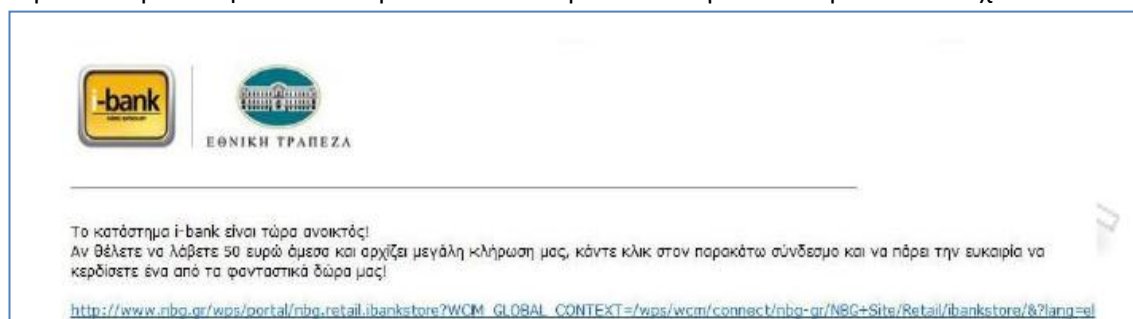 i-bank
NBG GROUP
ΕΘΝΙΚΗ ΤΡΑΠΕΖΑ
Το κατάστημα i-bank είναι τώρα ανοικτός!
Αν θέλετε να λάβετε 50 ευρώ άμεσα και αρχίζει μεγάλη κλήρωση μας, κάντε κλικ στον παρακάτω σύνδεσμο και να πάρει την ευκαιρία να
κερδίσετε ένα από τα φανταστικά δώρα μας!
http://www.nbg.gr/wps/portal/nbg.retail.ibankstore?WCM_GLOBAL_CONTEXT=/wps/wcm/connect/nbg-gr/NBG+Site/Retail/ibankstore/&?lang=el